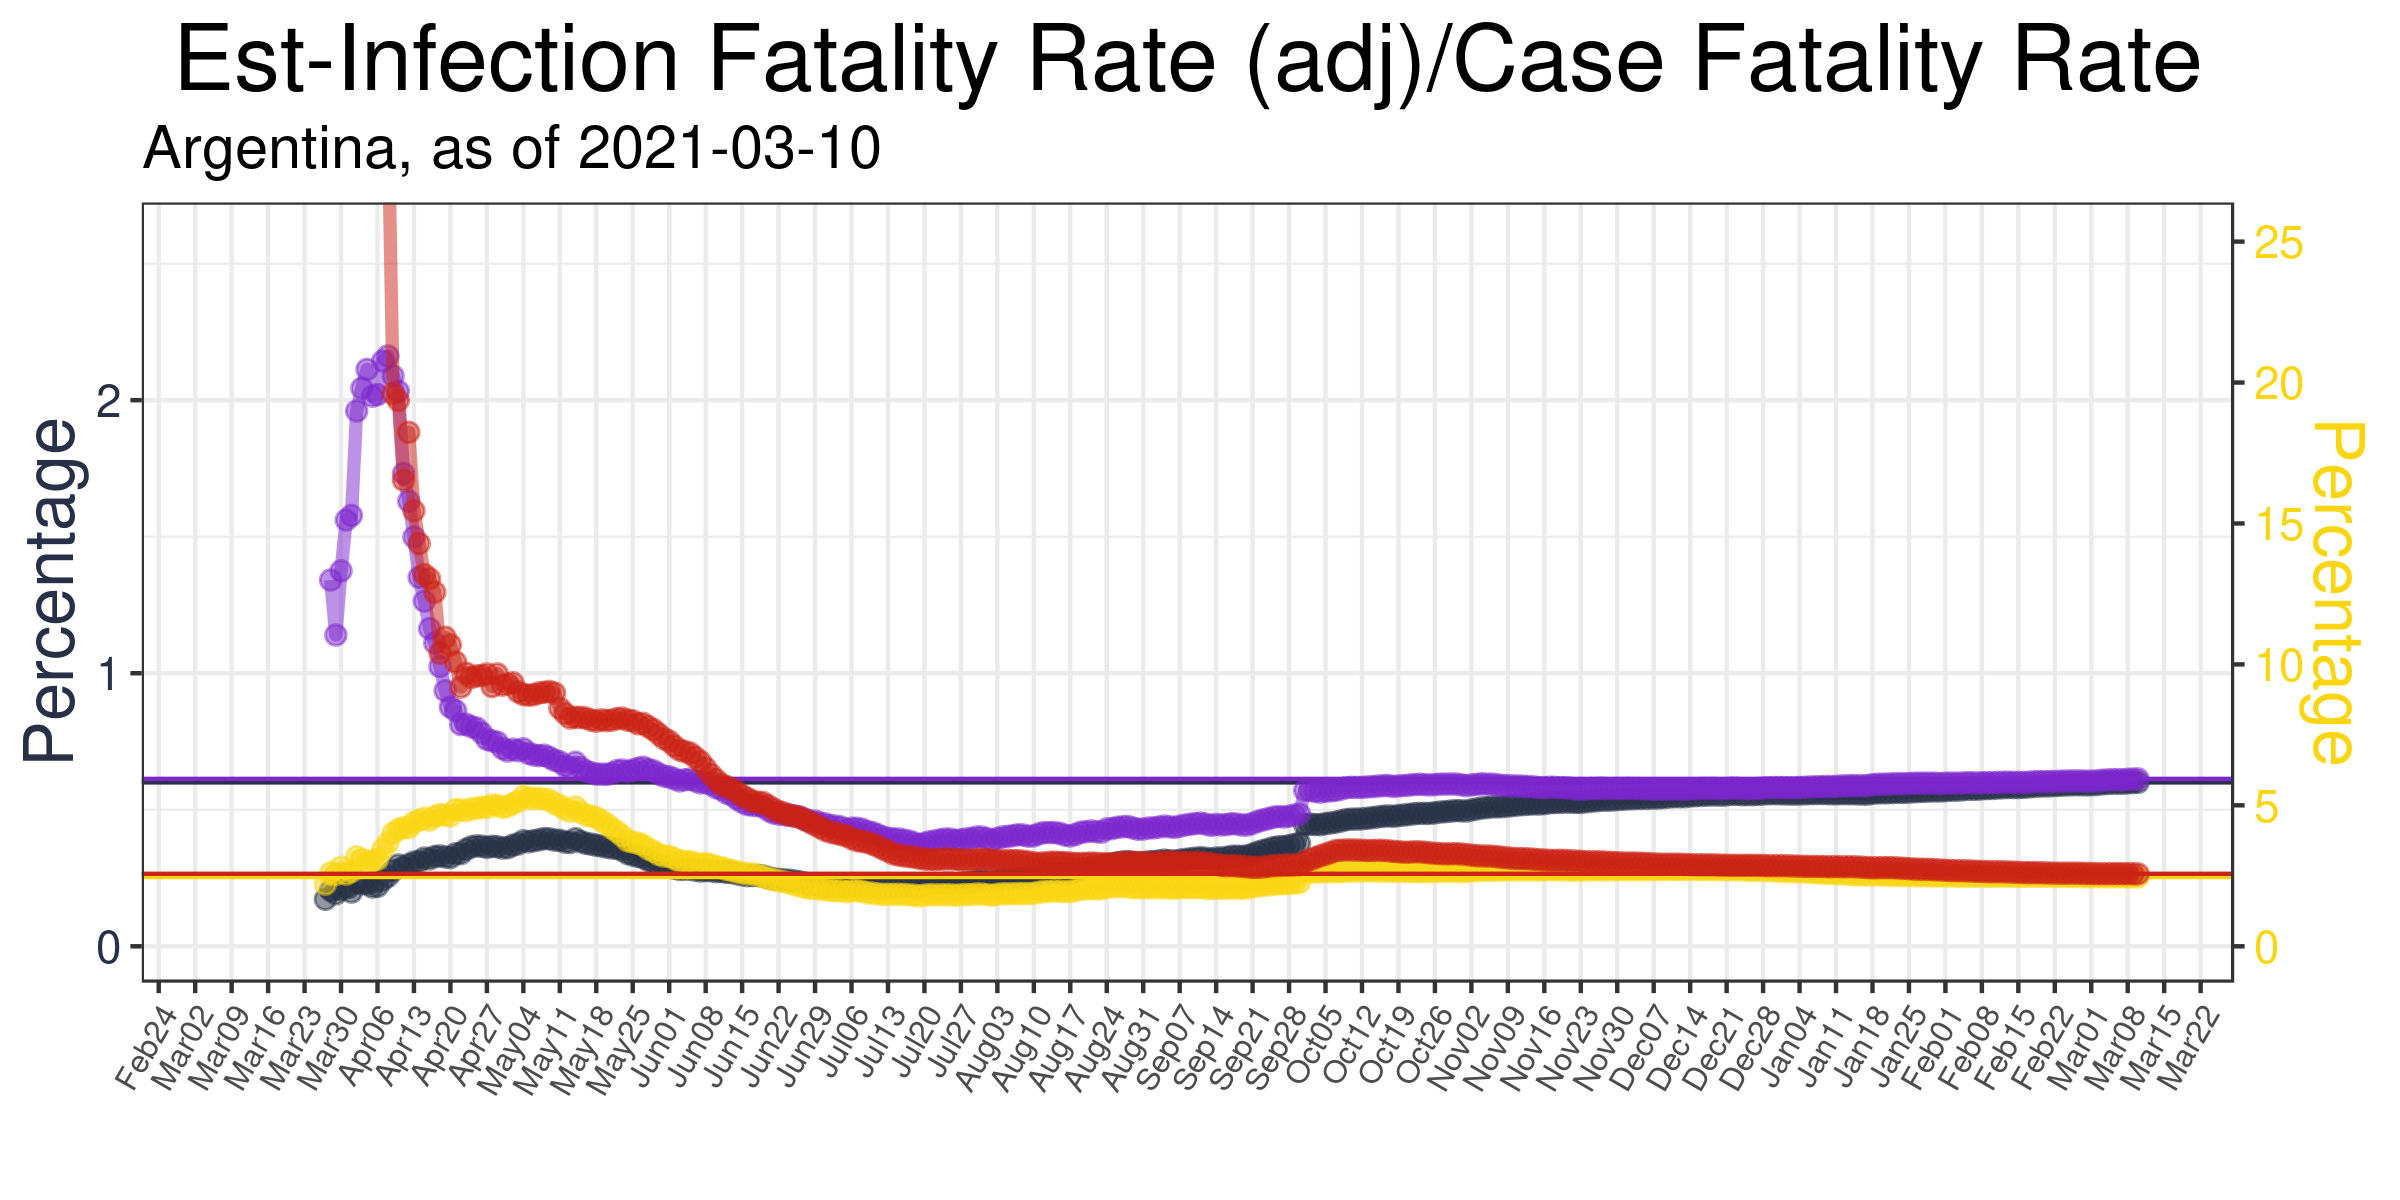 Est-Infection Fatality Rate (adj)/Case Fatality Rate
Argentina, as of 2021-03-10
Percentage
2
1
0
25
20
15
10
5
0
Percentage
Feb24
Mar02
Mar09
Mar16
Mar23
Mar30
Apr06
Apr13
Apr20
Apr27
May04
May11
May18
May25
Jun01
Jun08
Jun15
Jun22
Jun29
Jul06
Jul13
Jul20
Jul27
Aug03
Aug10
Aug17
Aug24
Aug31
Sep07
Sep14
Sep21
Sep28
Oct05
Oct12
Oct19
Oct26
Nov02
Nov09
Nov16
Nov23
Nov30
Dec07
Dec14
Dec21
Dec28
Jan04
Jan11
Jan18
Jan25
Feb01
Feb08
Feb15
Feb22
Mar01
Mar08
Mar15
Mar22